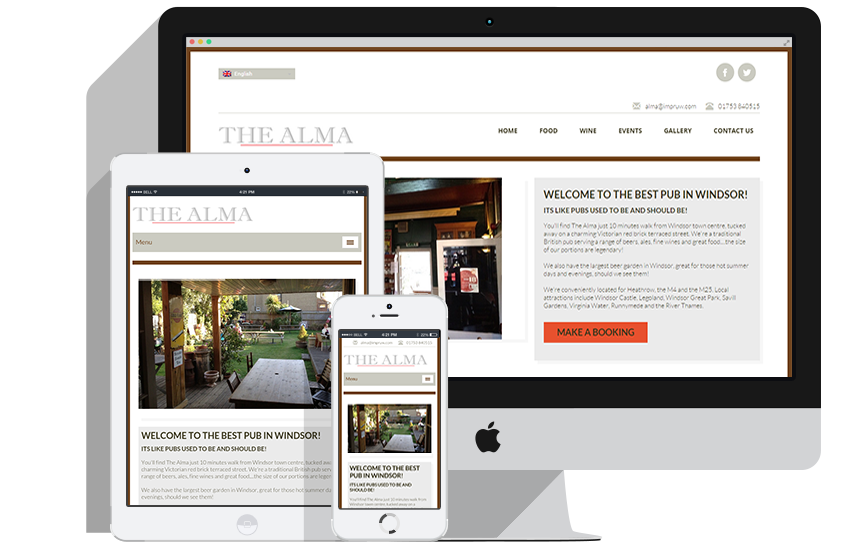 English
alma@impruw.com 01753 840515
THE ALMA
HOME FOOD WINE EVENTS GALLERY CONTACT US
WELCOME TO THE BEST PUB IN WINDSOR!
ITS LIKE PUBS USED TO BE AND SHOULD BE!
You'll find The Alma just 10 minutes walk from Windsor town centre, tucked
away on a charming Victorian red brick terraced street. We're a traditional
British pub serving a range of beers, ales, fine wines and great food....the size
of our portions are legendary!
We also have the largest beer garden in Windsor, great for those hot summer
days and evenings, should we see them!
We're conveniently located for Heathrow, the M4 and the M25. Local
attractions include Windsor Castle, Legoland, Windsor Great Park, Savill
Gardens, Virginia Water, Runnymede and the River Thames.
MAKE A BOOKING
BELL 4:21 PM 22%
THE ALMA
Menu
WELCOME TO THE BEST PUB IN WINDSOR!
ITS LIKE PUBS USED TO BE AND SHOULD BE!
You'll find The Alma just 10 minutes walk from Windsor town centre, tucked away
charming Victorian red brick terraced street. We're a traditional British pub serv
range of beers, ales, fine wines and great food....the size of our portions are leger
We also have the largest beer garden in Windsor, great for those hot summer da
evenings, should we see them!
BELL 4:21 PM 22%
alma@impruw.com 01753 840515
THE ALMA
Menu
WELCOME TO THE BEST
PUB IN WINDSOR!
ITS LIKE PUBS USED TO BE AND
SHOULD BE!
You'll find The Alma just 10 minutes walk from
Windsor town centre, tucked away on a